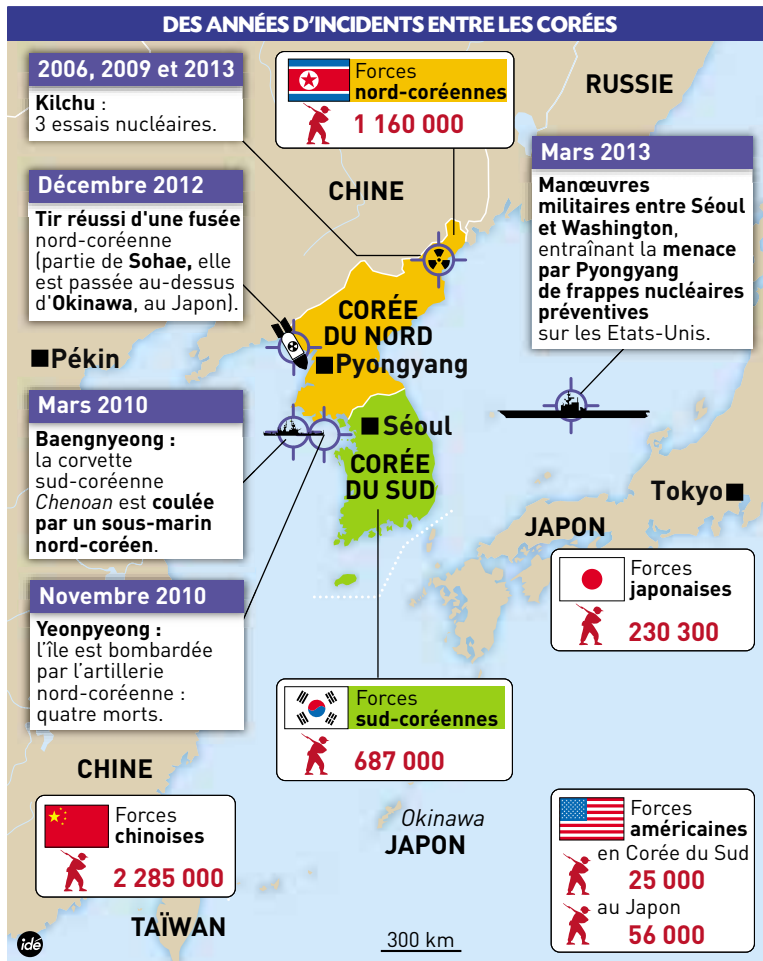 DES ANNÉES D'INCIDENTS ENTRE LES CORÉES
2006, 2009 et 2013
Kilchu :
3 essais nucléaires.
Forces
nord-coréennes
1 160 000
RUSSIE
Mars 2013
Manœuvres
militaires entre Séoul
et Washington,
entraînant la menace
par Pyongyang
de frappes nucléaires
préventives
sur les Etats-Unis.
CHINE
Décembre 2012
Tir réussi d'une fusée
nord-coréenne
(partie de Sohae, elle
est passée au-dessus
d'Okinawa, au Japon).
CORÉE
DU NORD
Pyongyang
Pékin
Mars 2010
Baengnyeong :
la corvette
sud-coréenne
Chenoan est coulée
par un sous-marin
nord-coréen.
Séoul
CORÉE
DU SUD
Tokyo
JAPON
Forces
japonaises
230 300
Novembre 2010
Yeonpyeong :
l'île est bombardée
par l'artillerie
nord-coréenne :
quatre morts.
Forces
sud-coréennes
687 000
CHINE
Forces
chinoises
2 285 000
Okinawa
JAPON
Forces
américaines
en Corée du Sud
25 000
au Japon
56 000
TAÏWAN
300 km
idé